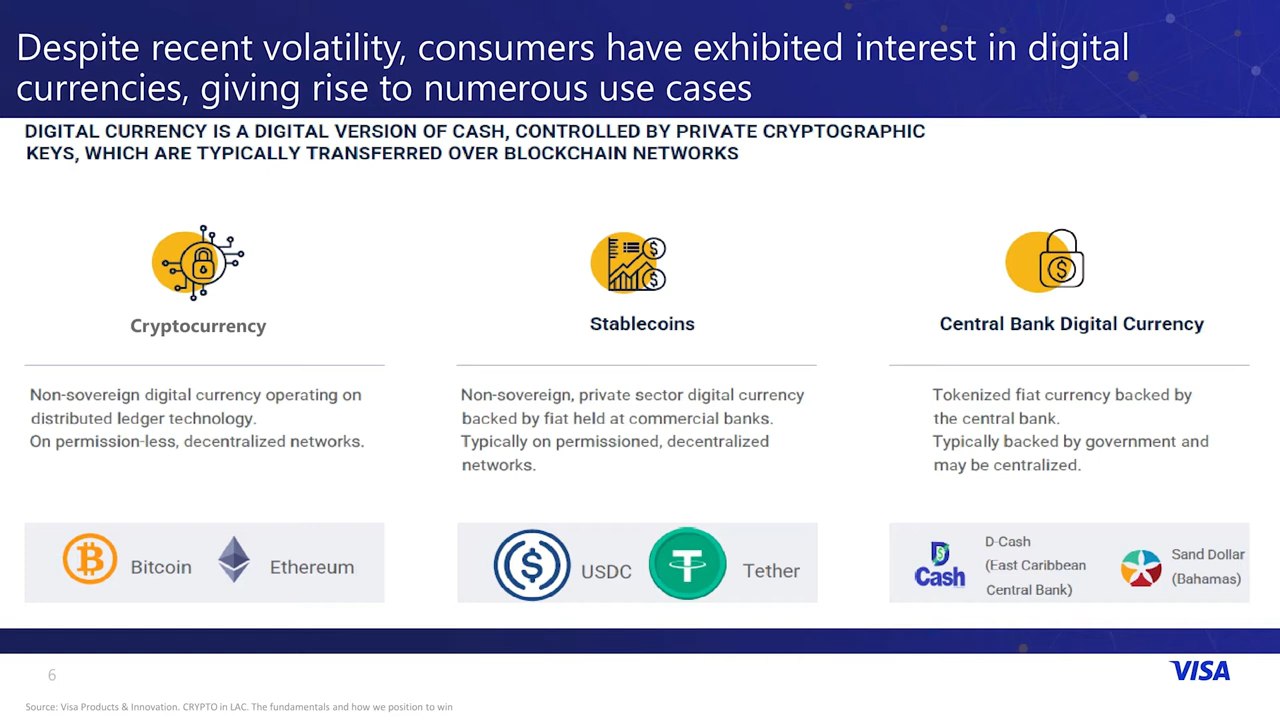 Despite recent volatility, consumers have exhibited interest in digital
currencies, giving rise to numerous use cases
DIGITAL CURRENCY IS A DIGITAL VERSION OF CASH, CONTROLLED BY PRIVATE CRYPTOGRAPHIC
KEYS, WHICH ARE TYPICALLY TRANSFERRED OVER BLOCKCHAIN NETWORKS
Cryptocurrency
Non-sovereign digital currency operating on
distributed ledger technology.
On permission-less, decentralized networks.
Bitcoin
Ethereum
Stablecoins
Non-sovereign, private sector digital currency
backed by fiat held at commercial banks.
Typically on permissioned, decentralized
networks.
USDC
Tether
Central Bank Digital Currency
Tokenized fiat currency backed by
the central bank.
Typically backed by government and
may be centralized.
D
Cash
D-Cash
(East Caribbean
Central Bank)
Sand Dollar
(Bahamas)
6
VISA
Source: Visa Products & Innovation. CRYPTO in LAC. The fundamentals and how we position to win